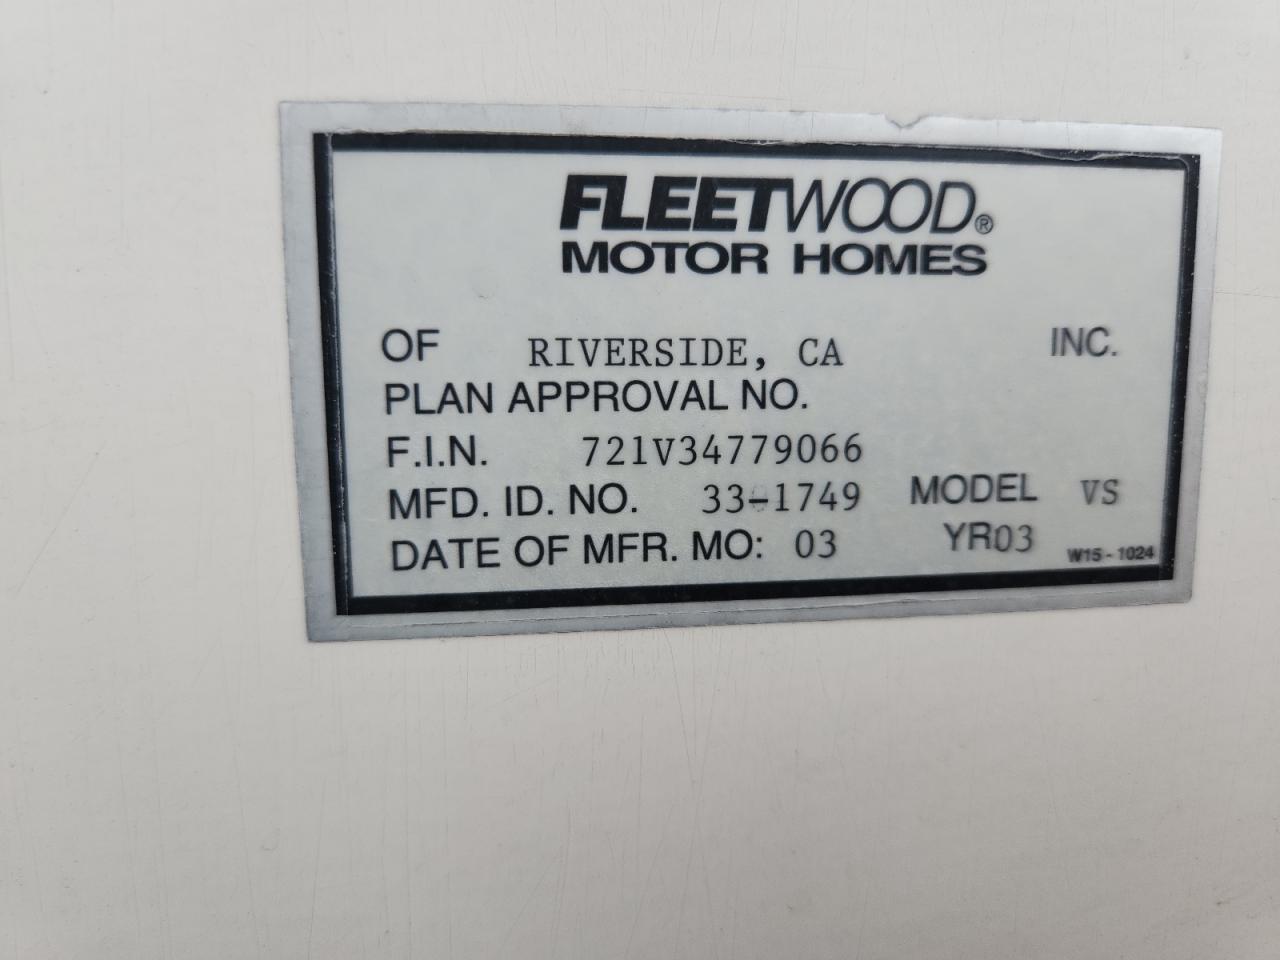 FLEETWOOD®
MOTOR HOMES
OF RIVERSIDE, CA INC.
PLAN APPROVAL NO.
F.I.N. 721V34779066
MFD. ID. NO. 33-1749 MODEL VS
DATE OF MFR. MO: 03 YR03
W15-1024